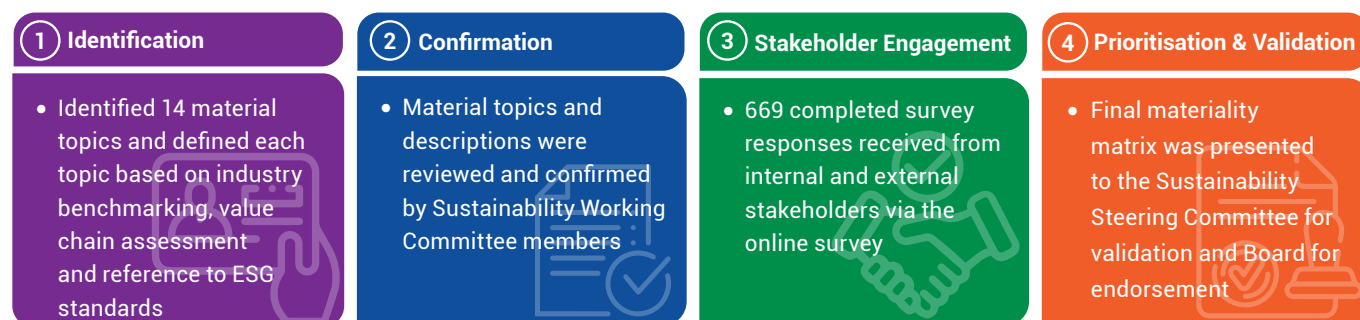 1 Identification
• Identified 14 material
topics and defined each
topic based on industry
benchmarking, value
chain assessment
and reference to ESG
standards
2 Confirmation
• Material topics and
descriptions were
reviewed and confirmed
by Sustainability Working
Committee members
3 Stakeholder Engagement
• 669 completed survey
responses received from
internal and external
stakeholders via the
online survey
4 Prioritisation & Validation
• Final materiality
matrix was presented
to the Sustainability
Steering Committee for
validation and Board for
endorsement